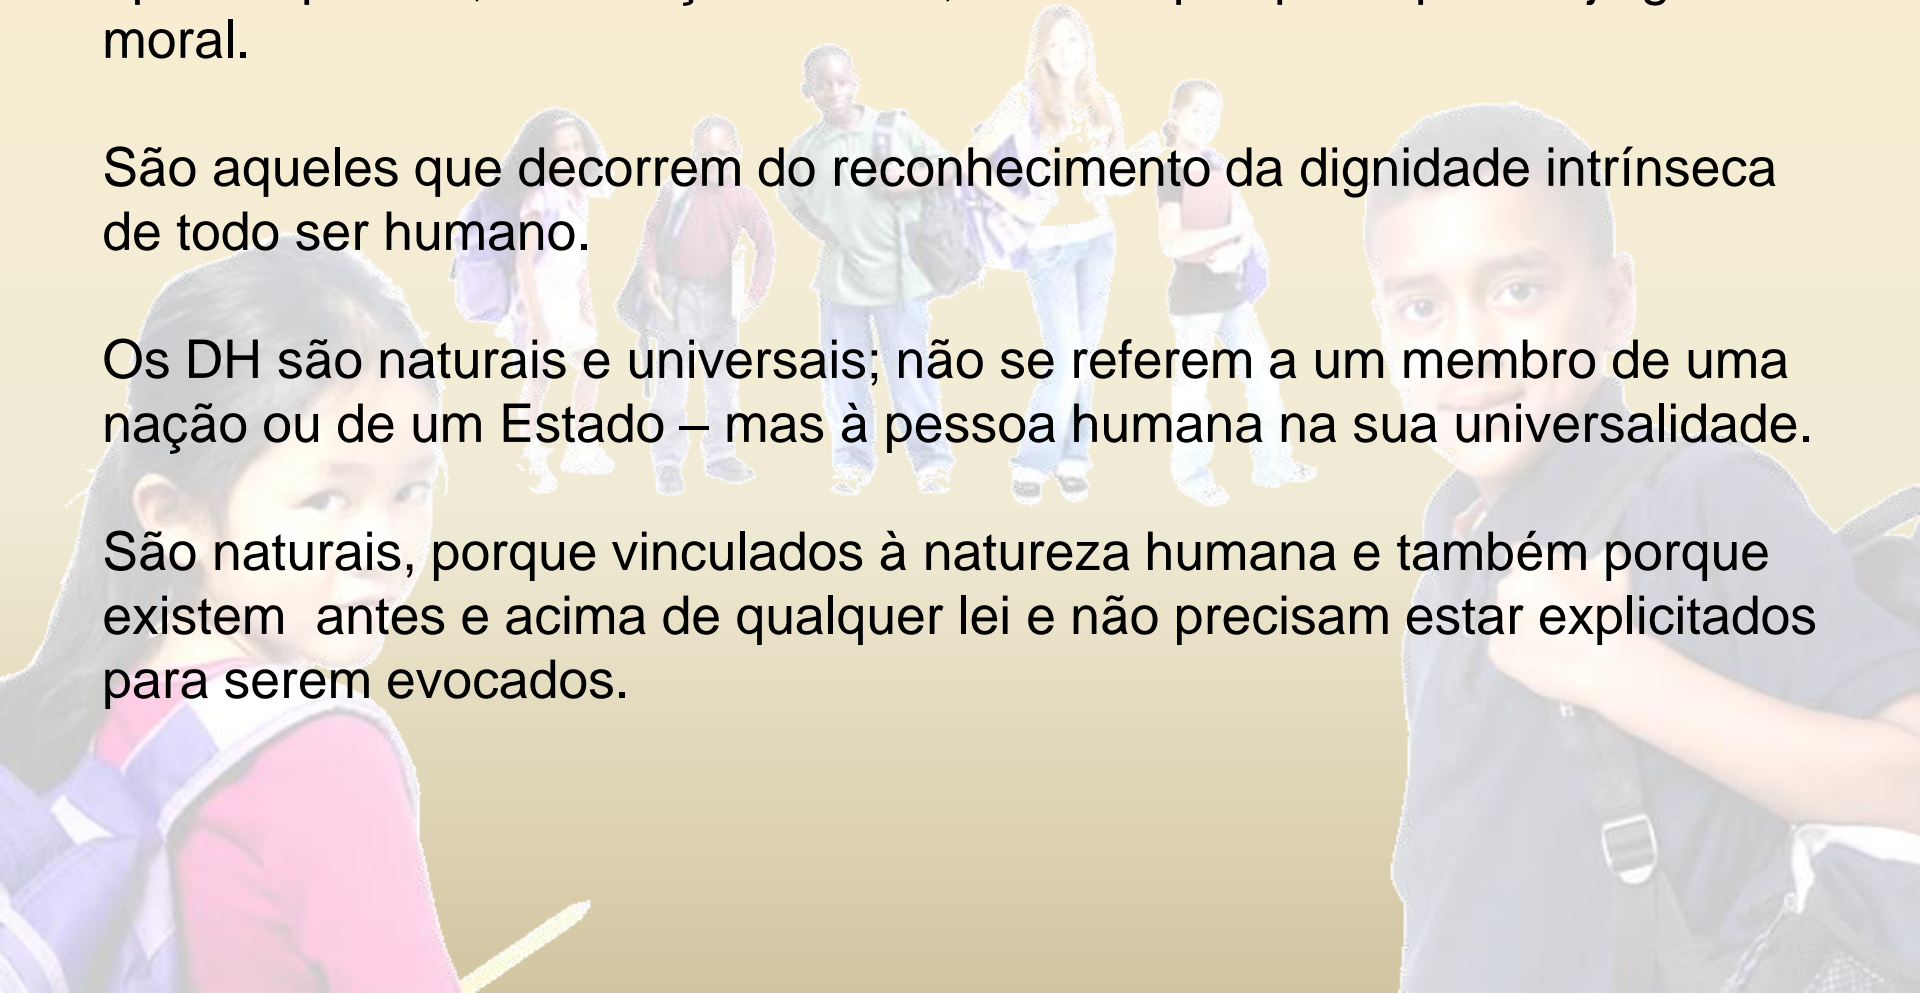 moral.
São aqueles que decorrem do reconhecimento da dignidade intrínseca
de todo ser humano.
Os DH são naturais e universais; não se referem a um membro de uma
nação ou de um Estado – mas à pessoa humana na sua universalidade.
São naturais, porque vinculados à natureza humana e também porque
existem  antes e acima de qualquer lei e não precisam estar explicitados
para serem evocados.